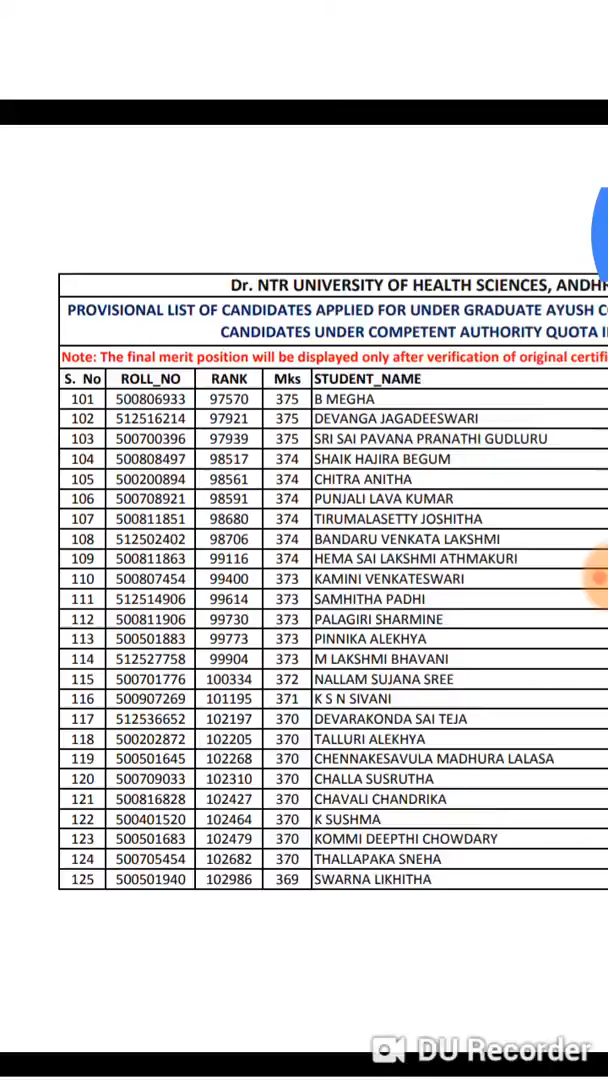 Dr. NTR UNIVERSITY OF HEALTH SCIENCES, ANDHR
PROVISIONAL LIST OF CANDIDATES APPLIED FOR UNDER GRADUATE AYUSH C
CANDIDATES UNDER COMPETENT AUTHORITY QUOTA I
Note: The final merit position will be displayed only after verification of original certifi
S. No ROLL_NO RANK Mks STUDENT_NAME
101 500806933 97570 375 B MEGHA
102 512516214 97921 375 DEVANGA JAGADEESWARI
103 500700396 97939 375 SRI SAI PAVANA PRANATHI GUDLURU
104 500808497 98517 374 SHAIK HAJIRA BEGUM
105 500200894 98561 374 CHITRA ANITHA
106 500708921 98591 374 PUNJALI LAVA KUMAR
107 500811851 98680 374 TIRUMALASETTY JOSHITHA
108 512502402 98706 374 BANDARU VENKATA LAKSHMI
109 500811863 99116 374 HEMA SAI LAKSHMI ATHMAKURI
110 500807454 99400 373 KAMINI VENKATESWARI
111 512514906 99614 373 SAMHITHA PADHI
112 500811906 99730 373 PALAGIRI SHARMINE
113 500501883 99773 373 PINNIKA ALEKHYA
114 512527758 99904 373 M LAKSHMI BHAVANI
115 500701776 100334 372 NALLAM SUJANA SREE
116 500907269 101195 371 K S N SIVANI
117 512536652 102197 370 DEVARAKONDA SAI TEJA
118 500202872 102205 370 TALLURI ALEKHYA
119 500501645 102268 370 CHENNAKESAVULA MADHURA LALASA
120 500709033 102310 370 CHALLA SUSRUTHA
121 500816828 102427 370 CHAVALI CHANDRIKA
122 500401520 102464 370 K SUSHMA
123 500501683 102479 370 KOMMI DEEPTHI CHOWDARY
124 500705454 102682 370 THALLAPAKA SNEHA
125 500501940 102986 369 SWARNA LIKHITHA
DU Recorder